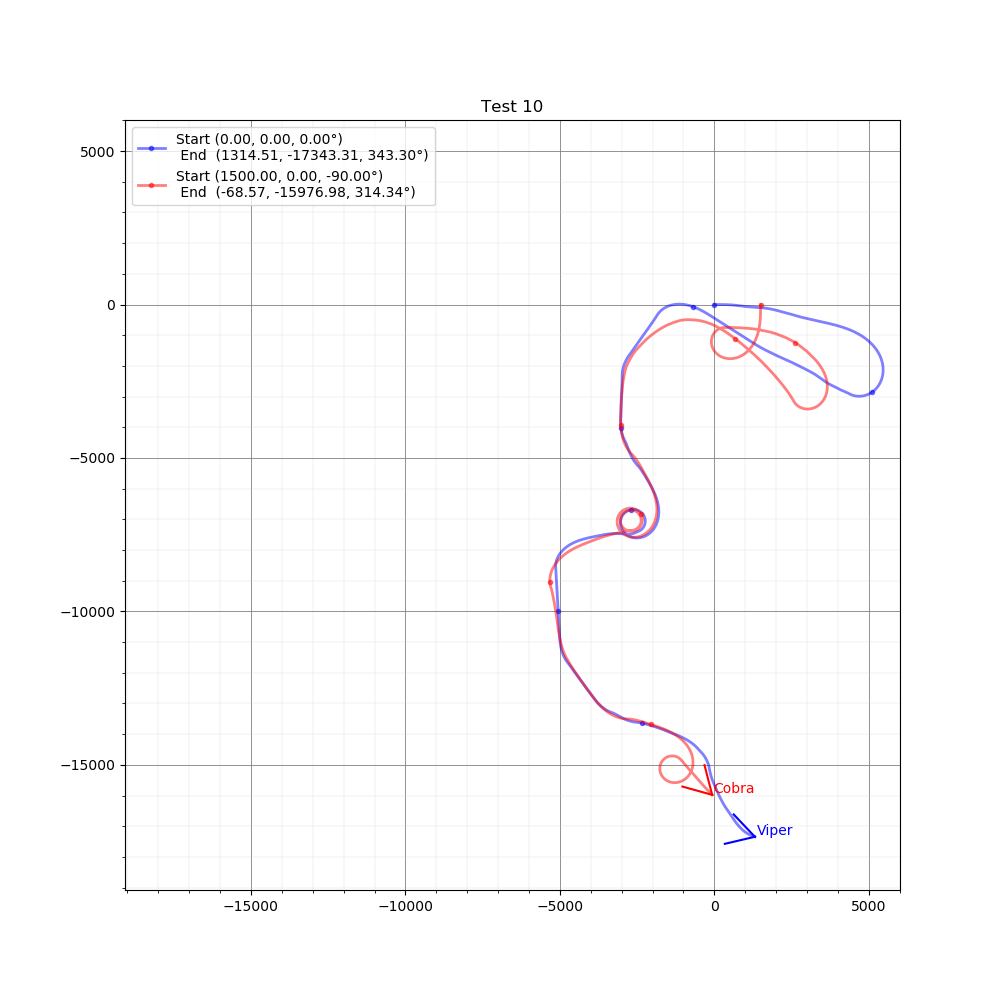 Test 10
Start (0.00, 0.00, 0.00°)
End (1314.51, -17343.31, 343.30°)
Start (1500.00, 0.00, -90.00°)
End (-68.57, -15976.98, 314.34°)
5000
0
−5000
−10000
−15000
Cobra
Viper
−15000
−10000
−5000
0
5000